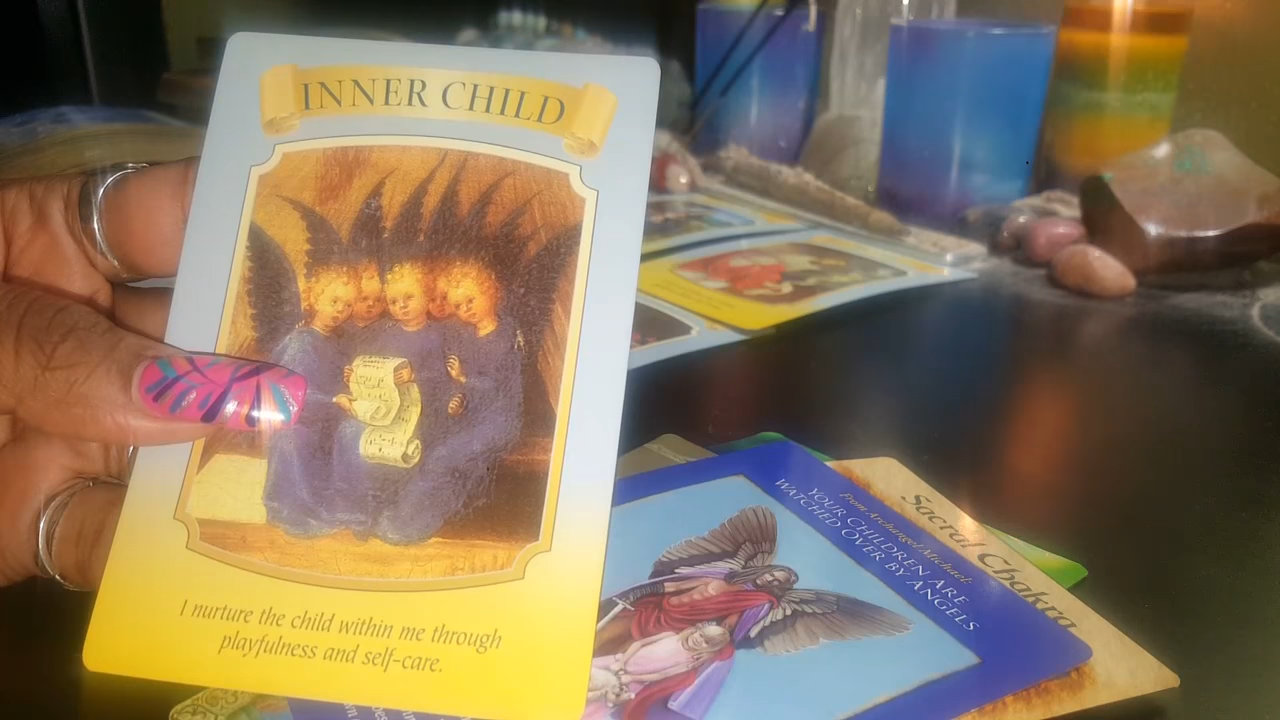 INNER CHILD
I nurture the child within me through
playfulness and self-care.
From Archangel Michael:
YOUR CHILDREN ARE
WATCHED OVER BY ANGELS
Sacral Chakra